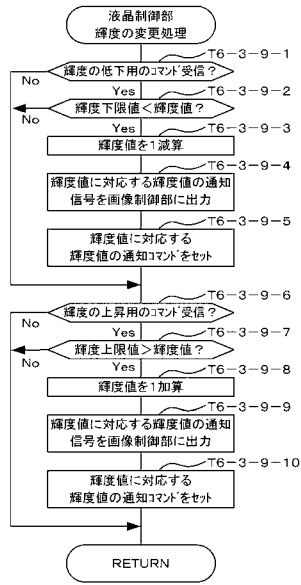 液晶制御部
輝度の変更処理
T6-3-9-1
輝度の低下用のコマンド受信?
No
Yes
T6-3-9-2
輝度下限値<輝度値?
No
Yes
T6-3-9-3
輝度値を1減算
T6-3-9-4
輝度値に対応する輝度値の通知
信号を画像制御部に出力
T6-3-9-5
輝度値に対応する
輝度値の通知コマンドをセット
T6-3-9-6
輝度の上昇用のコマンド受信?
No
Yes
T6-3-9-7
輝度上限値>輝度値?
No
Yes
T6-3-9-8
輝度値を1加算
T6-3-9-9
輝度値に対応する輝度値の通知
信号を画像制御部に出力
T6-3-9-10
輝度値に対応する
輝度値の通知コマンドをセット
RETURN